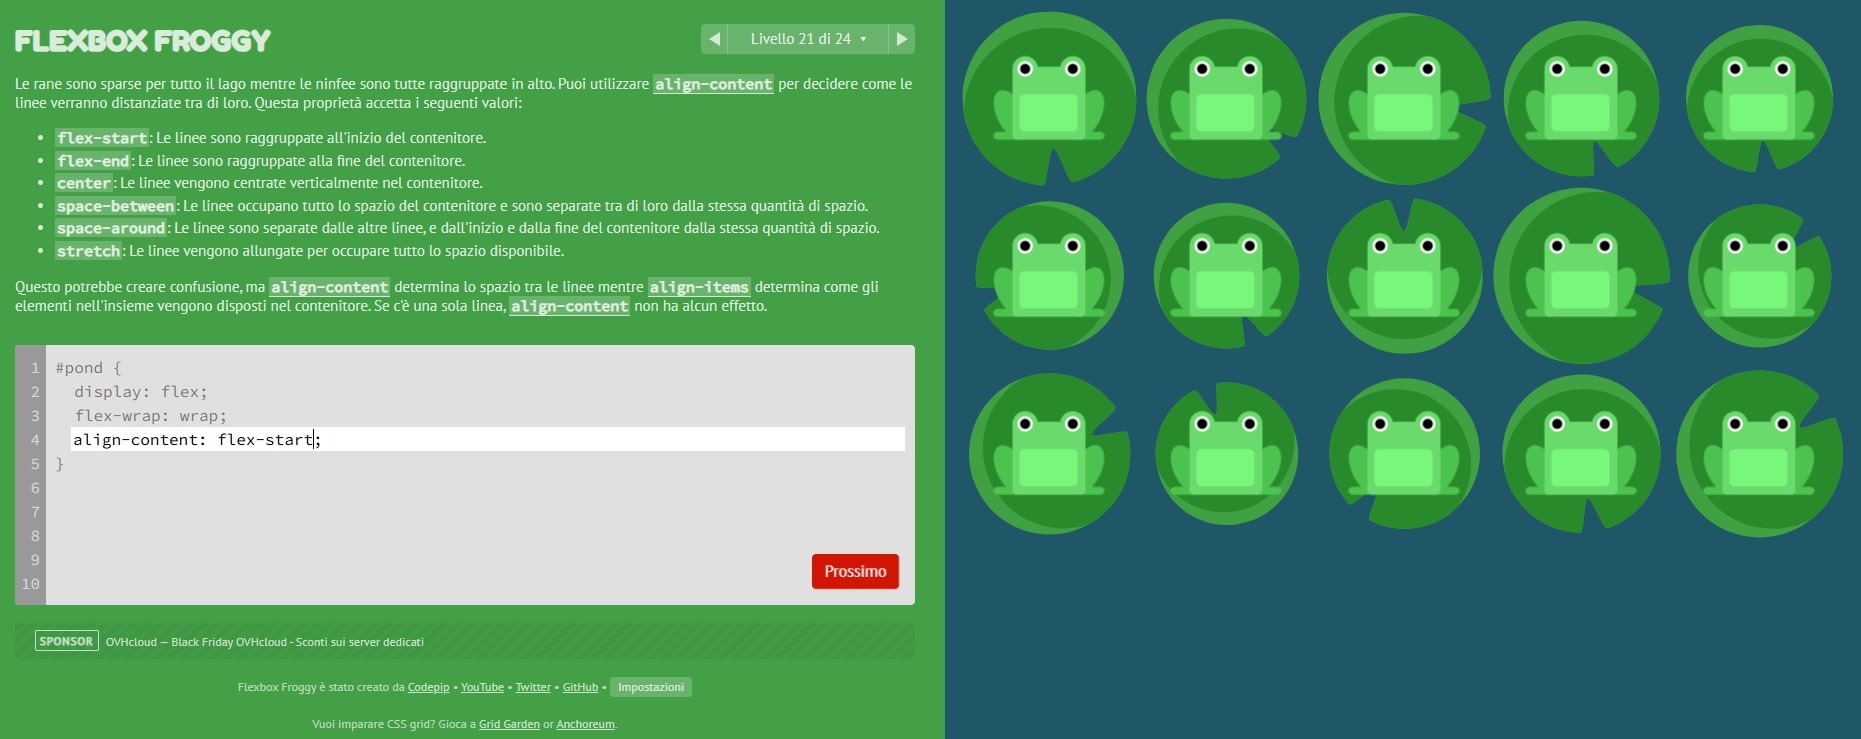 FLEXBOX FROGGY
Livello 21 di 24
Le rane sono sparse per tutto il lago mentre le ninfee sono tutte raggruppate in alto. Puoi utilizzare align-content per decidere come le
linee verranno distanziate tra di loro. Questa proprietà accetta i seguenti valori:
• flex-start: Le linee sono raggruppate all'inizio del contenitore.
• flex-end: Le linee sono raggruppate alla fine del contenitore.
• center: Le linee vengono centrate verticalmente nel contenitore.
• space-between: Le linee occupano tutto lo spazio del contenitore e sono separate tra di loro dalla stessa quantità di spazio.
• space-around: Le linee sono separate dalle altre linee, e dall'inizio e dalla fine del contenitore dalla stessa quantità di spazio.
• stretch: Le linee vengono allungate per occupare tutto lo spazio disponibile.
Questo potrebbe creare confusione, ma align-content determina lo spazio tra le linee mentre align-items determina come gli
elementi nell'insieme vengono disposti nel contenitore. Se c'è una sola linea, align-content non ha alcun effetto.
1 #pond {
2 display: flex;
3 flex-wrap: wrap;
4 align-content: flex-start;
5 }
6
7
8
9
10
Prossimo
SPONSOR OVHcloud — Black Friday OVHcloud - Sconti sui server dedicati
Flexbox Froggy è stato creato da Codepip • YouTube • Twitter • GitHub • Impostazioni
Vuoi imparare CSS grid? Gioca a Grid Garden or Anchoreum.